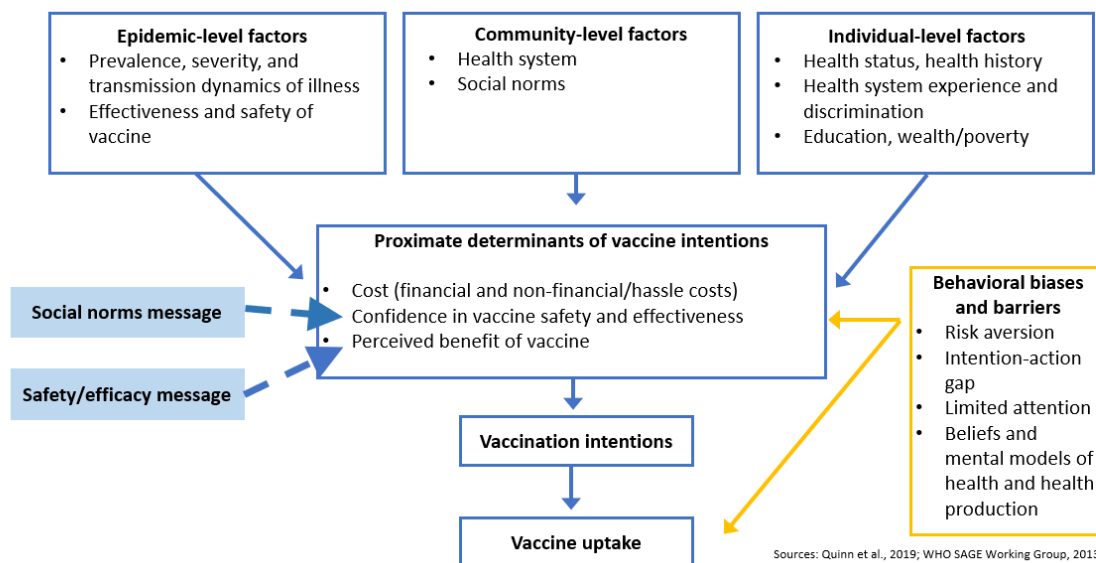 Epidemic-level factors
• Prevalence, severity, and
transmission dynamics of illness
• Effectiveness and safety of
vaccine
Community-level factors
• Health system
• Social norms
Individual-level factors
• Health status, health history
• Health system experience and
discrimination
• Education, wealth/poverty
Proximate determinants of vaccine intentions
• Cost (financial and non-financial/hassle costs)
Confidence in vaccine safety and effectiveness
• Perceived benefit of vaccine
Social norms message
Safety/efficacy message
Behavioral biases
and barriers
• Risk aversion
• Intention-action
gap
• Limited attention
• Beliefs and
mental models of
health and health
production
Vaccination intentions
Vaccine uptake
Sources: Quinn et al., 2019; WHO SAGE Working Group, 2013